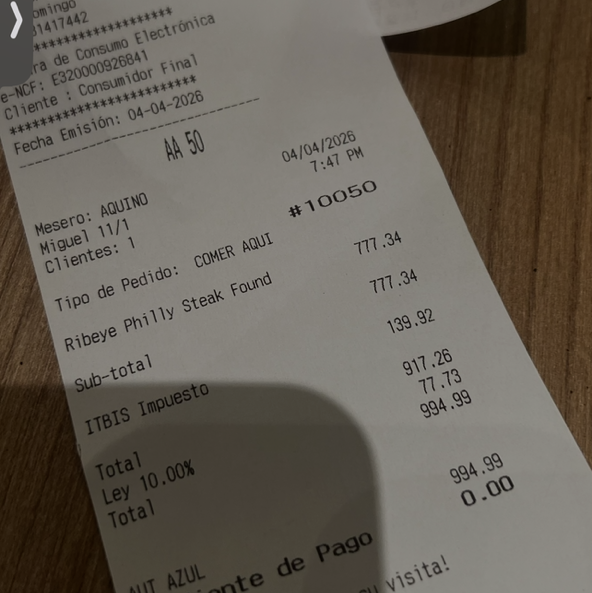 omingo
31417442
********************
ra de Consumo Electrónica
e-NCF: E320000926841
Cliente : Consumidor Final
*************************
Fecha Emisión: 04-04-2026
AA 50
04/04/2026
7:47 PM
Mesero: AQUINO
Miguel 11/1
Clientes: 1
#10050
Tipo de Pedido: COMER AQUI
Ribeye Philly Steak Found 777.34
Sub-total 777.34
ITBIS Impuesto 139.92
Total 917.26
Ley 10.00% 77.73
Total 994.99
AUT AZUL 994.99
ente de Pago 0.00
su visita!